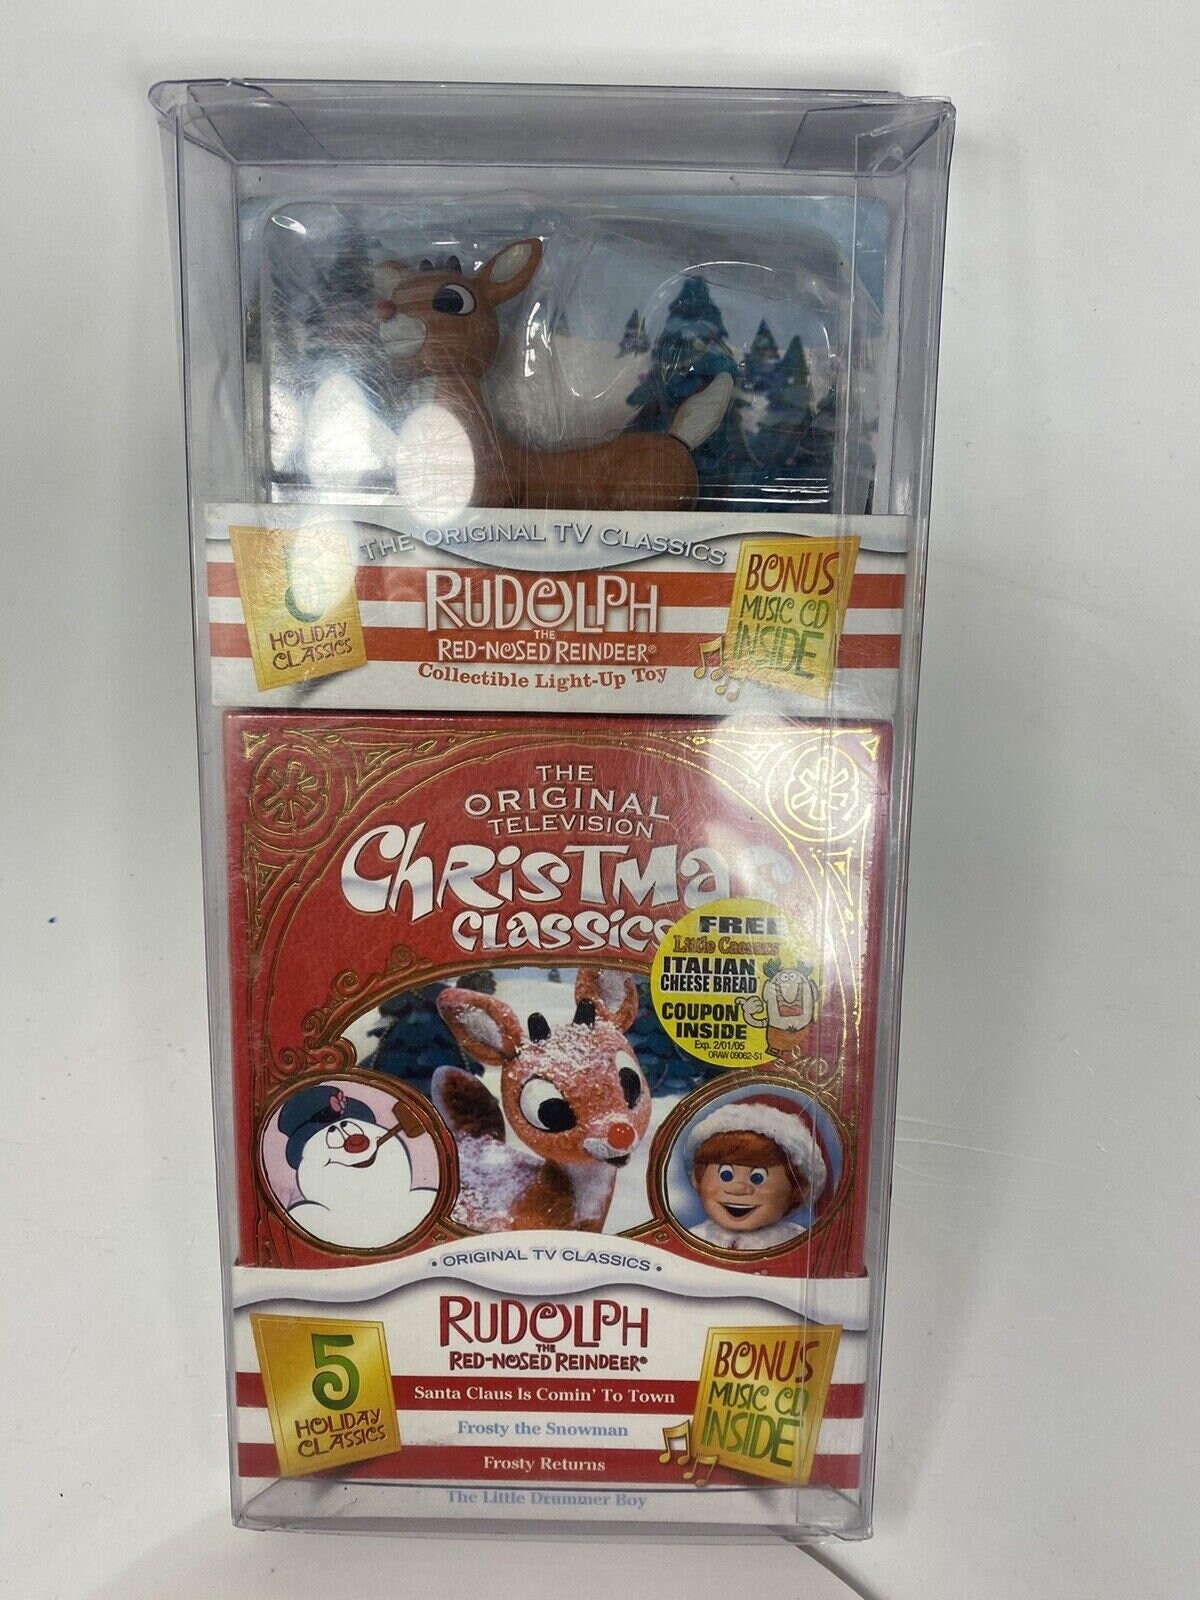 THE ORIGINAL TV CLASSICS
5
HOLIDAY
CLASSICS
RUDOLPH
THE
RED-NOSED REINDEER®
Collectible Light-Up Toy
BONUS
MUSIC CD
INSIDE
THE
ORIGINAL
TELEVISION
CHRISTMAS
CLASSICS
FREE
Little Caesars
ITALIAN
CHEESE BREAD
COUPON
INSIDE
Exp. 2/01/05
ORAW 09062-S1
• ORIGINAL TV CLASSICS •
RUDOLPH
THE
RED-NOSED REINDEER®
5
HOLIDAY
CLASSICS
Santa Claus Is Comin' To Town
Frosty the Snowman
Frosty Returns
The Little Drummer Boy
BONUS
MUSIC CD
INSIDE